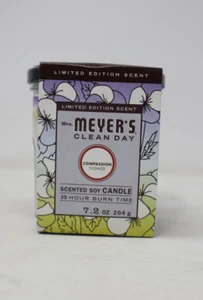 LIMITED EDITION SCENT
LIMITED EDITION SCENT
Mrs. MEYER'S
CLEAN DAY
COMPASSION
FLOWER
SCENTED SOY CANDLE
35 HOUR BURN TIME
7.2 OZ 204 g